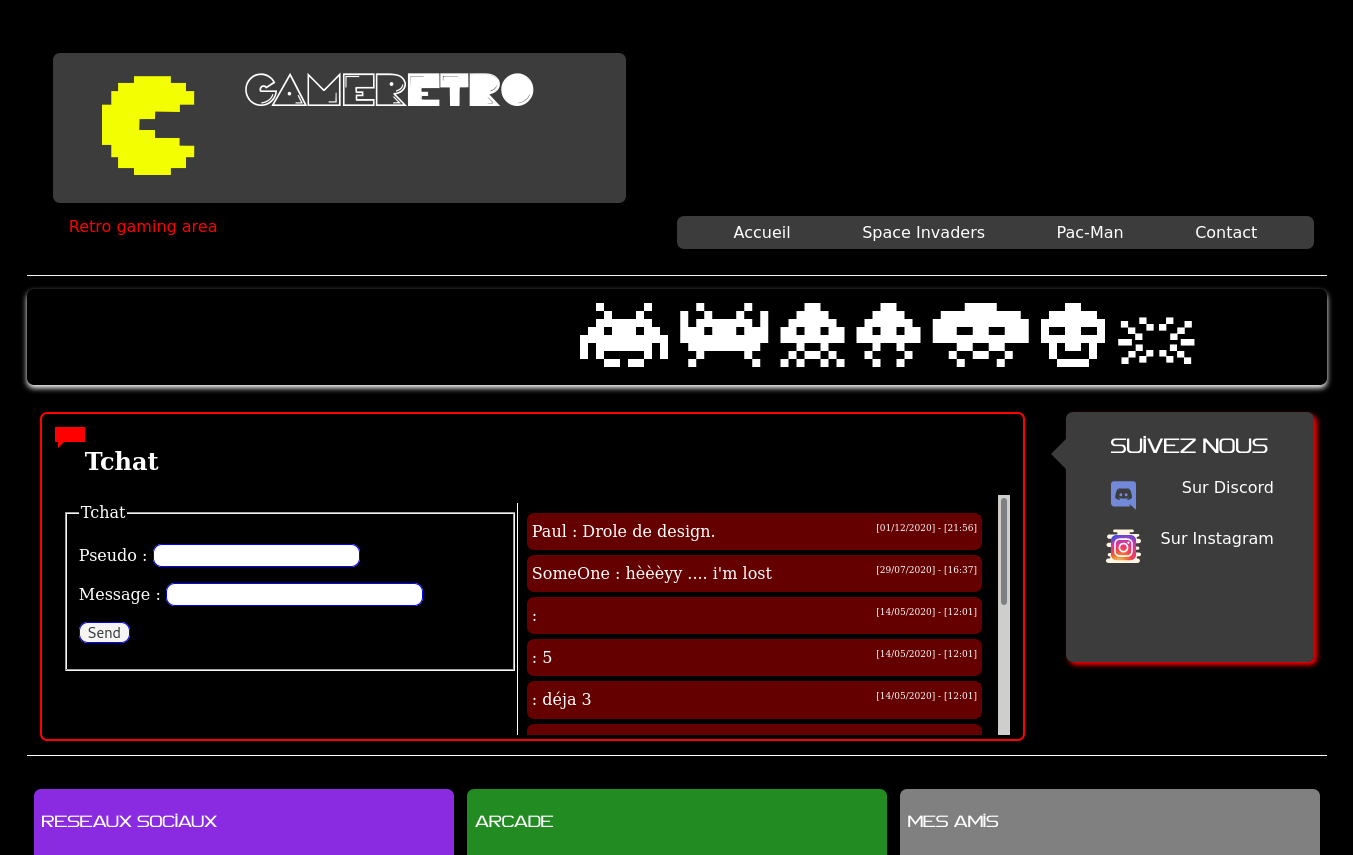 GAMERETRO
Retro gaming area
Accueil Space Invaders Pac-Man Contact
Tchat
Tchat
Pseudo :
Message :
Send
Paul : Drole de design. [01/12/2020] - [21:56]
SomeOne : hèèèyy .... i'm lost [29/07/2020] - [16:37]
: [14/05/2020] - [12:01]
: 5 [14/05/2020] - [12:01]
: déja 3 [14/05/2020] - [12:01]
SUIVEZ NOUS
Sur Discord
Sur Instagram
RESEAUX SOCIAUX
ARCADE
MES AMIS